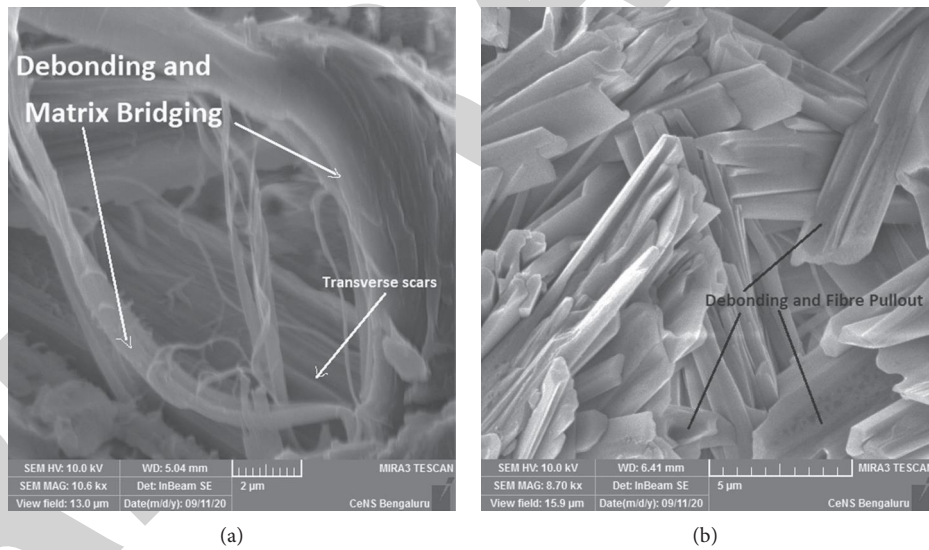 Debonding and
Matrix Bridging
Transverse scars
SEM HV: 10.0 kV WD: 5.04 mm MIRA3 TESCAN
SEM MAG: 10.6 kx Det: InBeam SE 2 µm
View field: 13.0 µm Date(m/d/y): 09/11/20 CeNS Bengaluru
(a)
Debonding and Fibre Pullout
SEM HV: 10.0 kV WD: 6.41 mm MIRA3 TESCAN
SEM MAG: 8.70 kx Det: InBeam SE 5 µm
View field: 15.9 µm Date(m/d/y): 09/11/20 CeNS Bengaluru
(b)